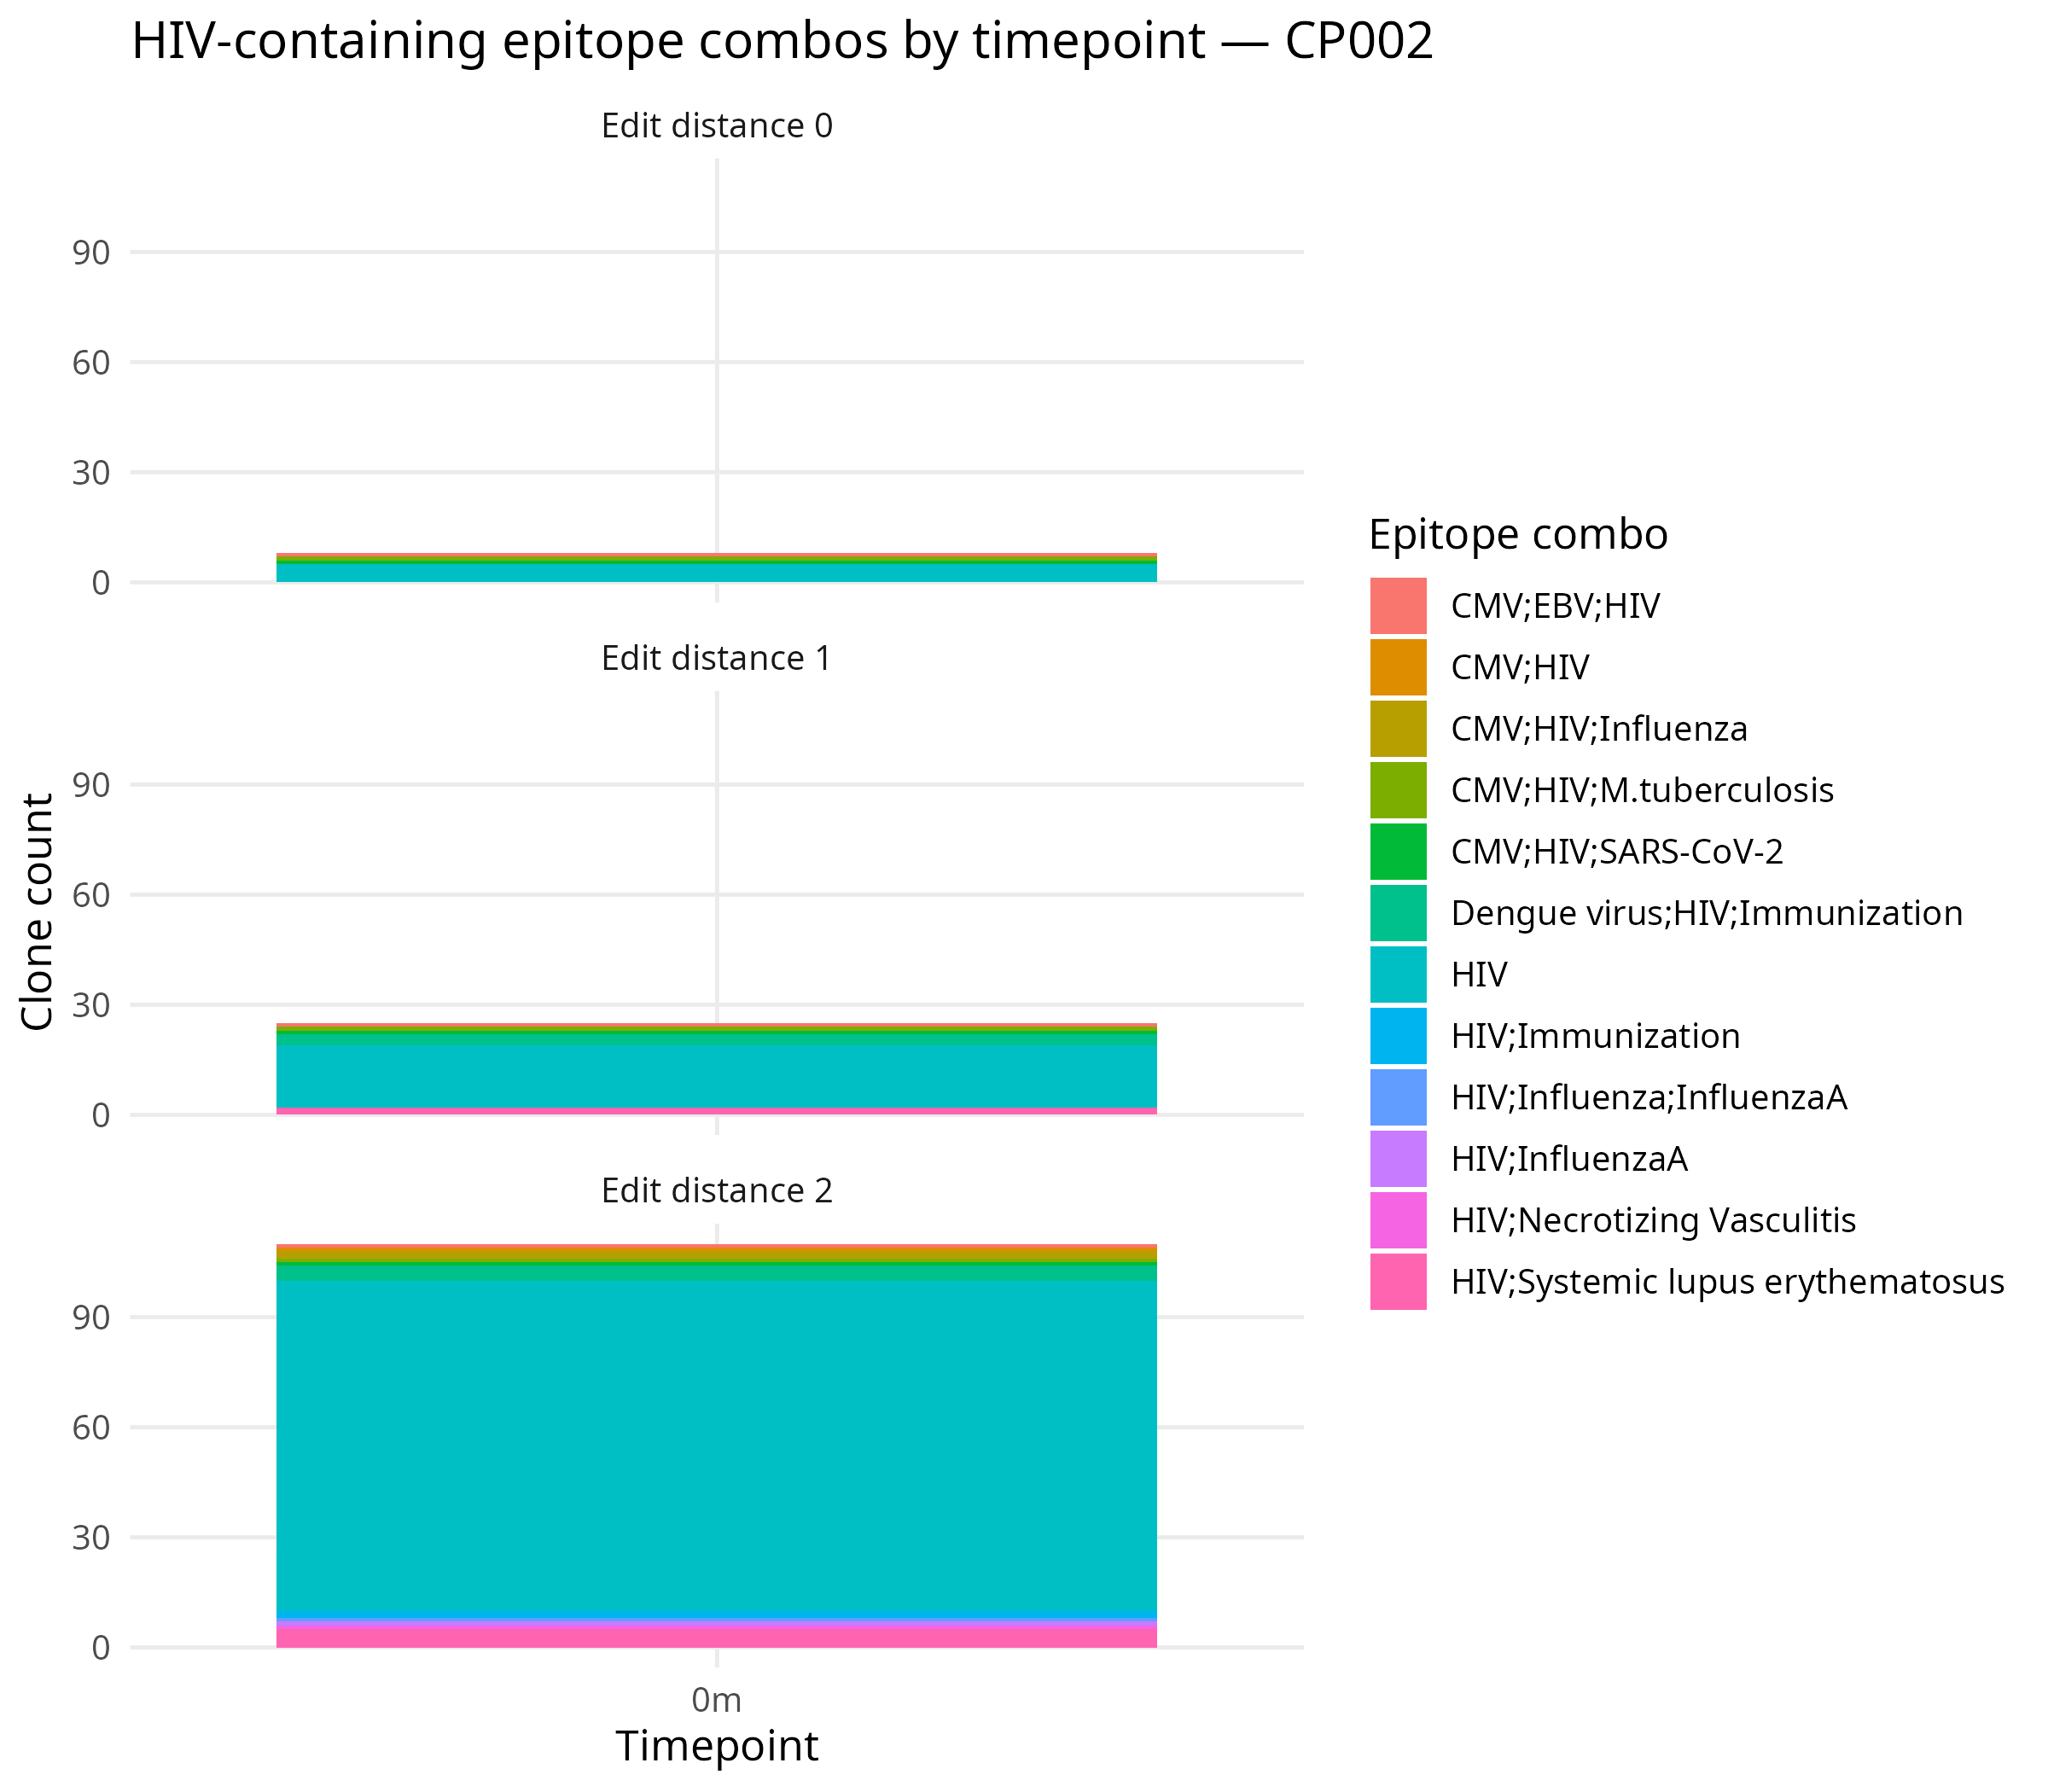 HIV-containing epitope combos by timepoint — CP002
Edit distance 0
90
60
30
0
Edit distance 1
90
60
30
0
Edit distance 2
90
60
30
0
0m
Timepoint
Clone count
Epitope combo
CMV;EBV;HIV
CMV;HIV
CMV;HIV;Influenza
CMV;HIV;M.tuberculosis
CMV;HIV;SARS-CoV-2
Dengue virus;HIV;Immunization
HIV
HIV;Immunization
HIV;Influenza;InfluenzaA
HIV;InfluenzaA
HIV;Necrotizing Vasculitis
HIV;Systemic lupus erythematosus